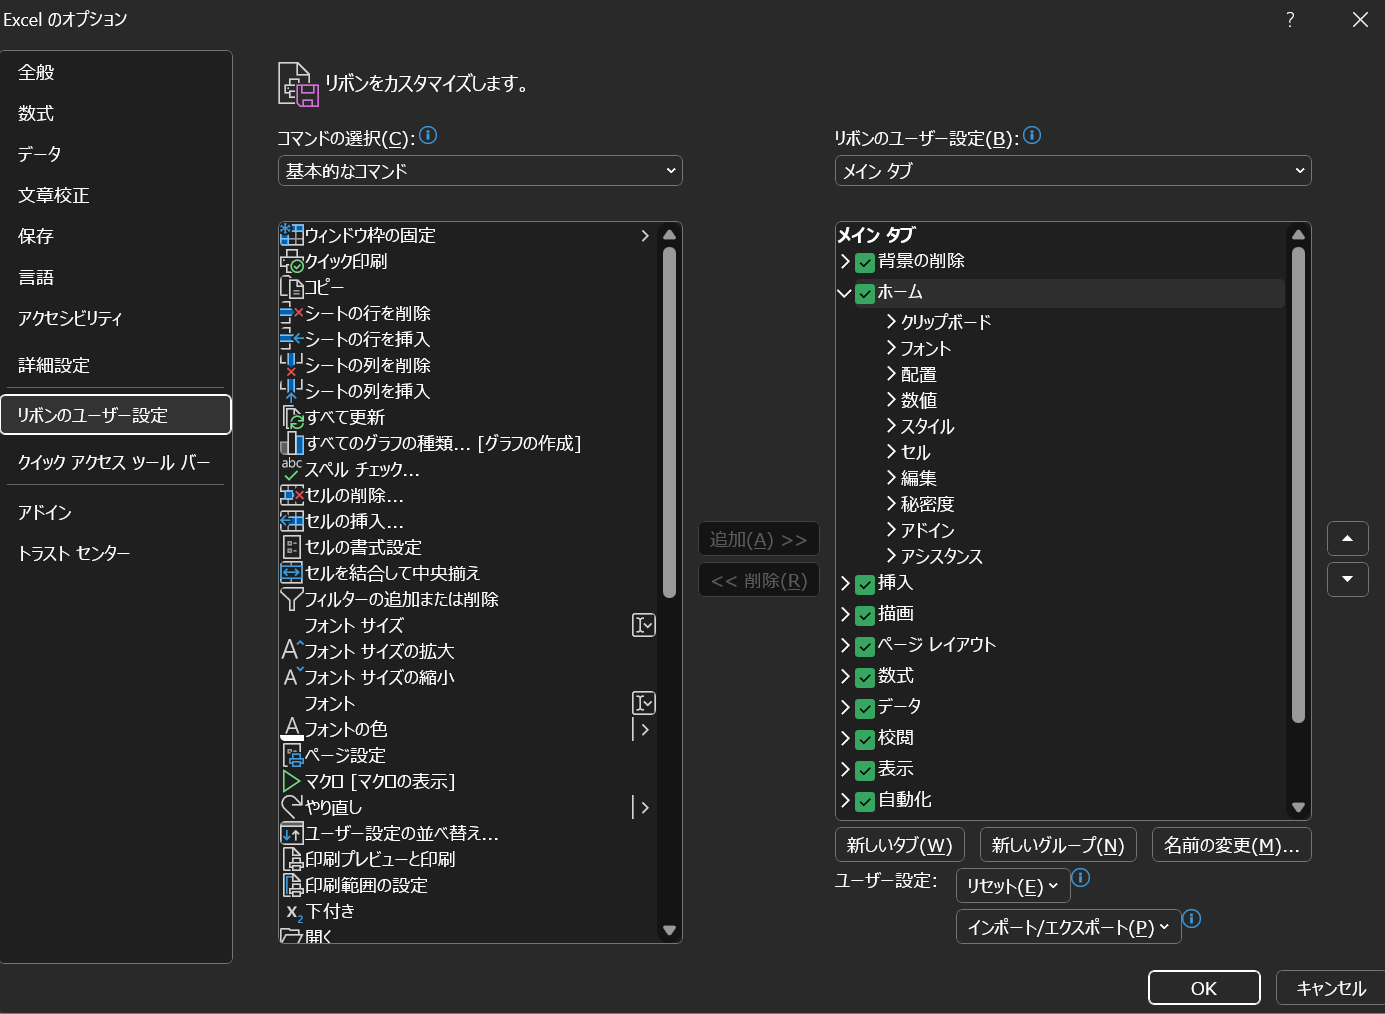 Excel のオプション
?
全般
数式
データ
文章校正
保存
言語
アクセシビリティ
詳細設定
リボンのユーザー設定
クイック アクセス ツール バー
アドイン
トラスト センター
リボンをカスタマイズします。
コマンドの選択(C):
基本的なコマンド
ウィンドウ枠の固定
クイック印刷
コピー
シートの行を削除
シートの行を挿入
シートの列を削除
シートの列を挿入
すべて更新
すべてのグラフの種類... [グラフの作成]
abc
スペル チェック...
セルの削除...
セルの挿入...
セルの書式設定
セルを結合して中央揃え
フィルターの追加または削除
フォント サイズ
フォント サイズの拡大
フォント サイズの縮小
フォント
フォントの色
ページ設定
マクロ [マクロの表示]
やり直し
ユーザー設定の並べ替え...
印刷プレビューと印刷
印刷範囲の設定
下付き
開く
追加(A) >>
<< 削除(R)
リボンのユーザー設定(B):
メイン タブ
メイン タブ
背景の削除
ホーム
クリップボード
フォント
配置
数値
スタイル
セル
編集
秘密度
アドイン
アシスタンス
挿入
描画
ページ レイアウト
数式
データ
校閲
表示
自動化
新しいタブ(W)
新しいグループ(N)
名前の変更(M)...
ユーザー設定:
リセット(E)
インポート/エクスポート(P)
OK
キャンセル